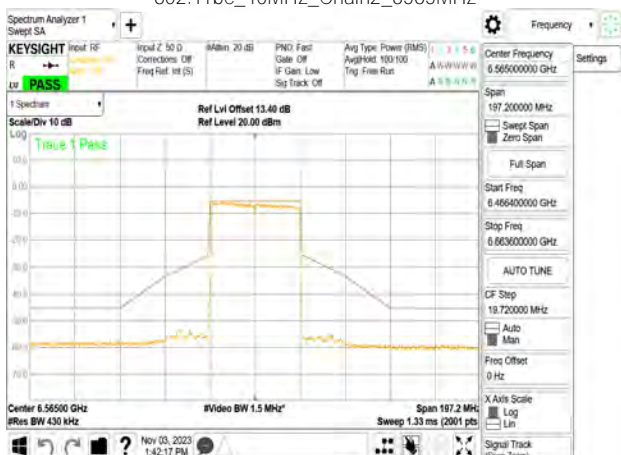 802.11be_40MHz_Chain2_6565MHz
Spectrum Analyzer 1
Swept SA
Frequency
KEYSIGHT
Input: RF
Input Z: 50 Ω
Corrections: Off
Freq Ref: Int (S)
#Atten: 20 dB
PNO: Fast
Gate: Off
IF Gain: Low
Sig Track: Off
Avg Type: Power (RMS)
Avg|Hold: 100/100
Trig: Free Run
R
PASS
1 Spectrum
Scale/Div 10 dB
Ref Lvl Offset 13.40 dB
Ref Level 20.00 dBm
Log
Trace 1 Pass
10.0
0.00
Center 6.56500 GHz
#Res BW 430 kHz
#Video BW 1.5 MHz*
Span 197.2 MHz
Sweep 1.33 ms (2001 pts
Nov 03, 2023
1:42:17 PM
Center Frequency
6.565000000 GHz
Settings
Span
197.200000 MHz
Swept Span
Zero Span
Full Span
Start Freq
6.466400000 GHz
Stop Freq
6.663600000 GHz
AUTO TUNE
CF Step
19.720000 MHz
Auto
Man
Freq Offset
0 Hz
X Axis Scale
Log
Lin
Signal Track